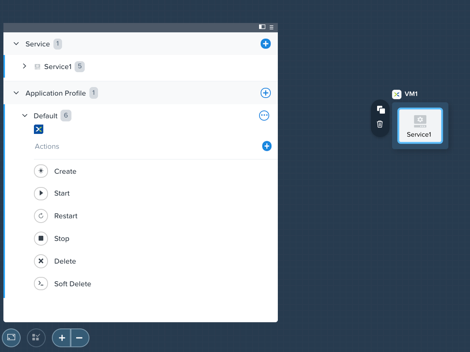 Service 1
Service1 5
Application Profile 1
Default 6
Actions
Create
Start
Restart
Stop
Delete
Soft Delete
VM1
Service1